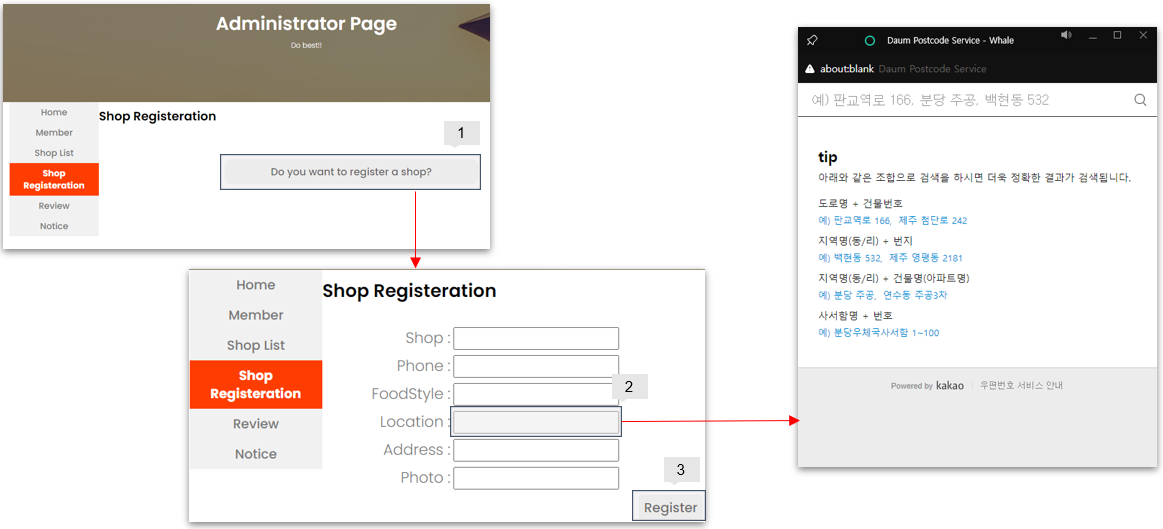 Administrator Page
Do best!!
Home
Member
Shop List
Shop
Registeration
Review
Notice
Shop Registeration
1
Do you want to register a shop?
Home
Member
Shop List
Shop
Registeration
Review
Notice
Shop Registeration
Shop :
Phone :
FoodStyle :
2
Location :
Address :
Photo :
3
Register
Daum Postcode Service - Whale
about:blank Daum Postcode Service
예) 판교역로 166, 분당 주공, 백현동 532
tip
아래와 같은 조합으로 검색을 하시면 더욱 정확한 결과가 검색됩니다.
도로명 + 건물번호
예) 판교역로 166, 제주 첨단로 242
지역명(동/리) + 번지
예) 백현동 532, 제주 영평동 2181
지역명(동/리) + 건물명(아파트명)
예) 분당 주공, 연수동 주공3차
사서함명 + 번호
예) 분당우체국사서함 1~100
Powered by kakao 우편번호 서비스 안내